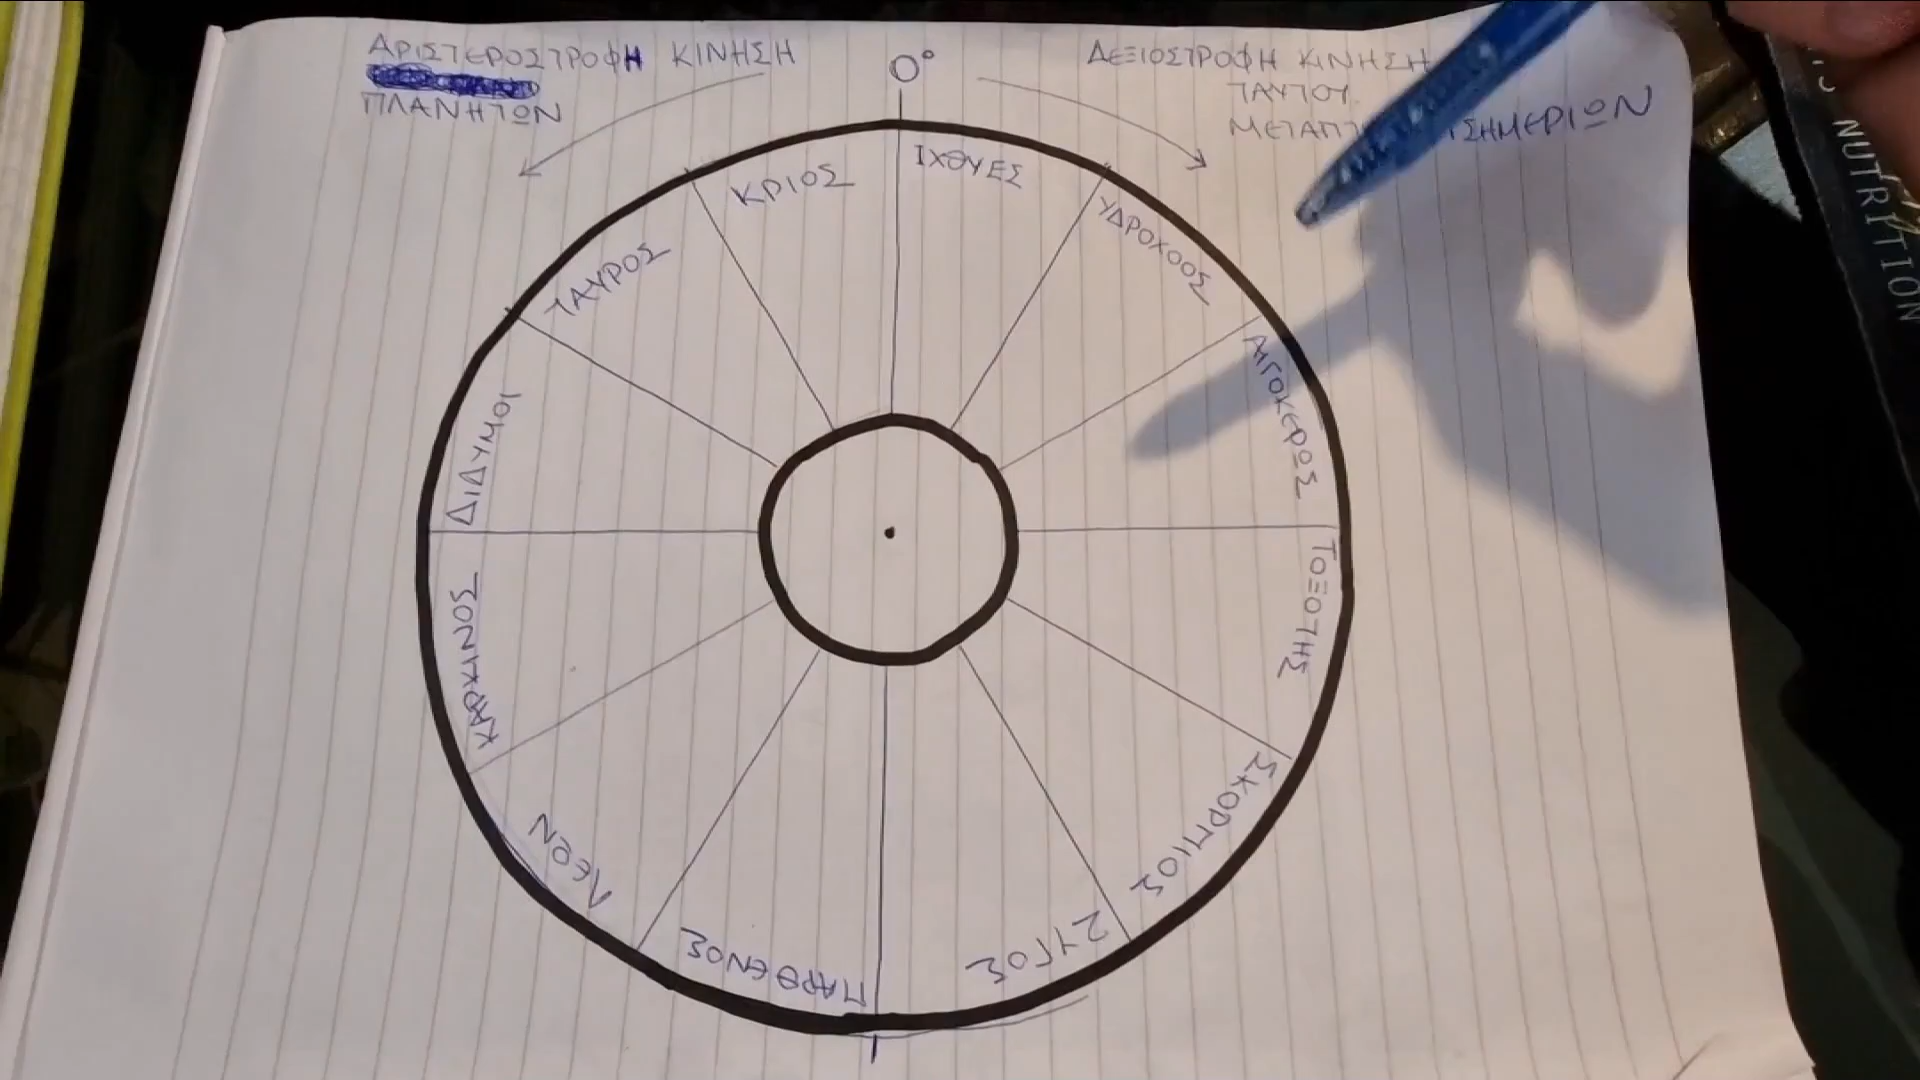 ΑΡΙΣΤΕΡΟΣΤΡΟΦΗ ΚΙΝΗΣΗ
ΠΛΑΝΗΤΩΝ
0°
ΔΕΞΙΟΣΤΡΟΦΗ ΚΙΝΗΣΗ
ΤΑΥΤΟΥ
ΙΧΘΥΕΣ
ΚΡΙΟΣ
ΤΑΥΡΟΣ
ΔΙΔΥΜΟΙ
ΚΑΡΚΙΝΟΣ
ΛΕΩΝ
ΠΑΡΘΕΝΟΣ
ΖΥΓΟΣ
ΣΚΟΡΠΙΟΣ
ΤΟΞΟΤΗΣ
ΑΙΓΟΚΕΡΩΣ
ΥΔΡΟΧΟΟΣ
NUTRITION